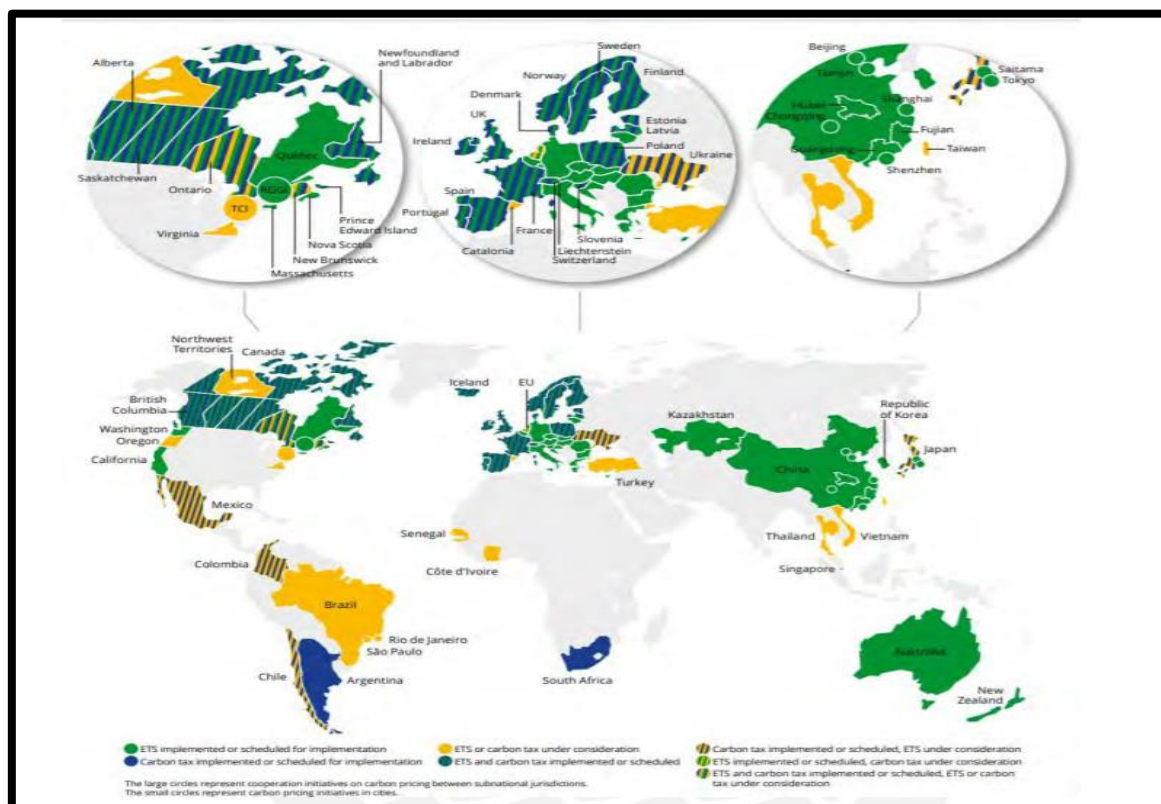 Sweden
Newfoundland
and Labrador
Beijing
Alberta
Norway
Finland
Saitama
Tokyo
Tianjin
Denmark
UK
Shanghai
Hubei
Chongqing
Estonia
Latvia
Ireland
Poland
Fujian
Québec
Ukraine
Guangdong
Taiwan
Saskatchewan
Ontario
RGGI
Spain
Shenzhen
TCI
Prince
Edward Island
Portugal
Virginia
Nova Scotia
France
Slovenia
Catalonia
Liechtenstein
New Brunswick
Switzerland
Massachusetts
Northwest
Territories
Canada
Iceland
EU
British
Columbia
Republic
of Korea
Kazakhstan
Washington
Oregon
Japan
California
China
Turkey
Mexico
Senegal
Thailand
Vietnam
Colombia
Côte d'Ivoire
Singapore
Brazil
Rio de Janeiro
São Paulo
Australia
Chile
Argentina
South Africa
New
Zealand
ETS implemented or scheduled for implementation
Carbon tax implemented or scheduled for implementation
ETS or carbon tax under consideration
ETS and carbon tax implemented or scheduled
Carbon tax implemented or scheduled, ETS under consideration
ETS implemented or scheduled, carbon tax under consideration
ETS and carbon tax implemented or scheduled, ETS or carbon
tax under consideration
The large circles represent cooperation initiatives on carbon pricing between subnational jurisdictions.
The small circles represent carbon pricing initiatives in cities.